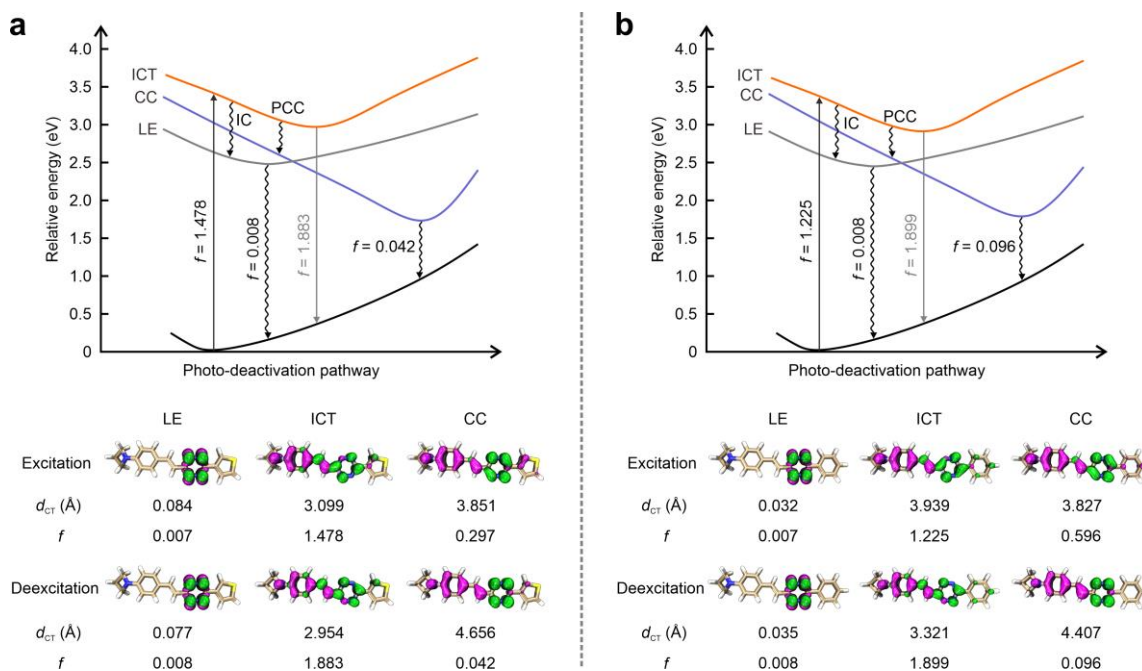 a
4.0
3.5
3.0
2.5
2.0
1.5
1.0
0.5
0
Relative energy (eV)
ICT
CC
LE
IC
PCC
f = 1.478
f = 0.008
f = 1.883
f = 0.042
Photo-deactivation pathway
LE ICT CC
Excitation
dCT (Å) 0.084 3.099 3.851
f 0.007 1.478 0.297
Deexcitation
dCT (Å) 0.077 2.954 4.656
f 0.008 1.883 0.042
b
4.0
3.5
3.0
2.5
2.0
1.5
1.0
0.5
0
Relative energy (eV)
ICT
CC
LE
IC
PCC
f = 1.225
f = 0.008
f = 1.899
f = 0.096
Photo-deactivation pathway
LE ICT CC
Excitation
dCT (Å) 0.032 3.939 3.827
f 0.007 1.225 0.596
Deexcitation
dCT (Å) 0.035 3.321 4.407
f 0.008 1.899 0.096